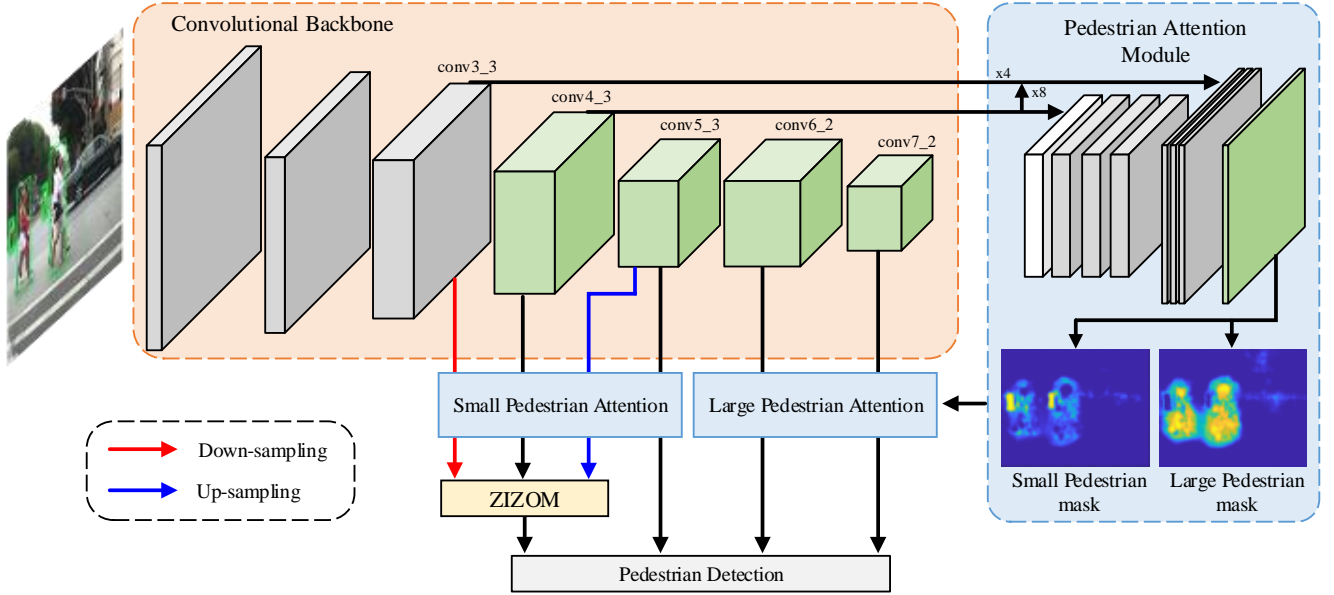 Convolutional Backbone
Pedestrian Attention
Module
conv3_3
x4
conv4_3
x8
conv5_3
conv6_2
conv7_2
Small Pedestrian Attention
Large Pedestrian Attention
Down-sampling
Up-sampling
Small Pedestrian
mask
Large Pedestrian
mask
ZIZOM
Pedestrian Detection